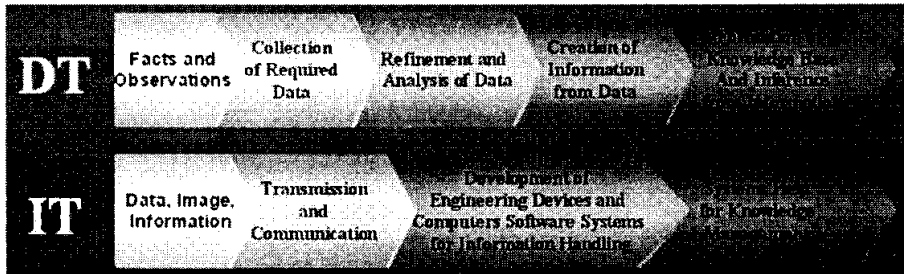 DT
Facts and
Observations
Collection
of Required
Data
Refinement and
Analysis of Data
Creation of
Information
from Data
Knowledge Base
And Inference
IT
Data, Image,
Information
Transmission
and
Communication
Development of
Engineering Devices and
Computers Software Systems
for Information Handling
for Knowledge